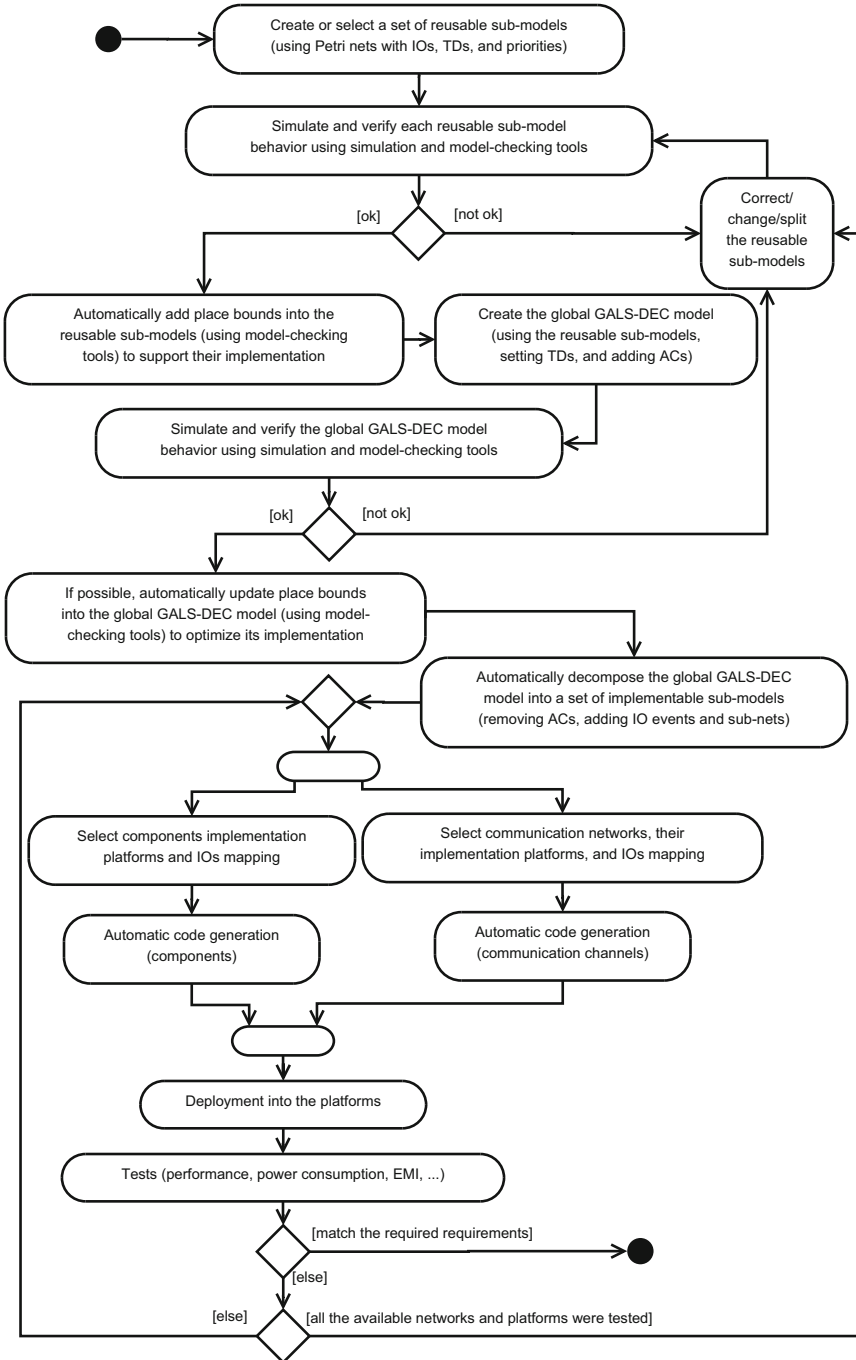 Create or select a set of reusable sub-models
(using Petri nets with IOs, TDs, and priorities)
Simulate and verify each reusable sub-model
behavior using simulation and model-checking tools
Correct/
change/split
the reusable
sub-models
[ok]
[not ok]
Automatically add place bounds into the
reusable sub-models (using model-checking
tools) to support their implementation
Create the global GALS-DEC model
(using the reusable sub-models,
setting TDs, and adding ACs)
Simulate and verify the global GALS-DEC model
behavior using simulation and model-checking tools
[ok]
[not ok]
If possible, automatically update place bounds
into the global GALS-DEC model (using model-
checking tools) to optimize its implementation
Automatically decompose the global GALS-DEC
model into a set of implementable sub-models
(removing ACs, adding IO events and sub-nets)
Select components implementation
platforms and IOs mapping
Select communication networks, their
implementation platforms, and IOs mapping
Automatic code generation
(components)
Automatic code generation
(communication channels)
Deployment into the platforms
Tests (performance, power consumption, EMI, ...)
[match the required requirements]
[else]
[else]
[all the available networks and platforms were tested]